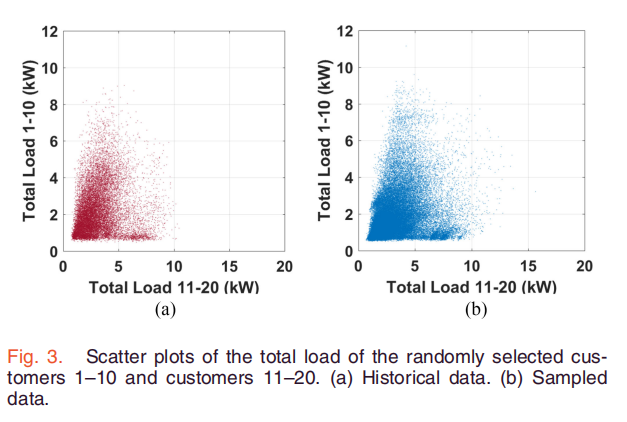 12
10
8
6
4
2
0
Total Load 1-10 (kW)
0 5 10 15 20
Total Load 11-20 (kW)
(a)
12
10
8
6
4
2
0
Total Load 1-10 (kW)
0 5 10 15 20
Total Load 11-20 (kW)
(b)
Fig. 3. Scatter plots of the total load of the randomly selected cus-
tomers 1–10 and customers 11–20. (a) Historical data. (b) Sampled
data.